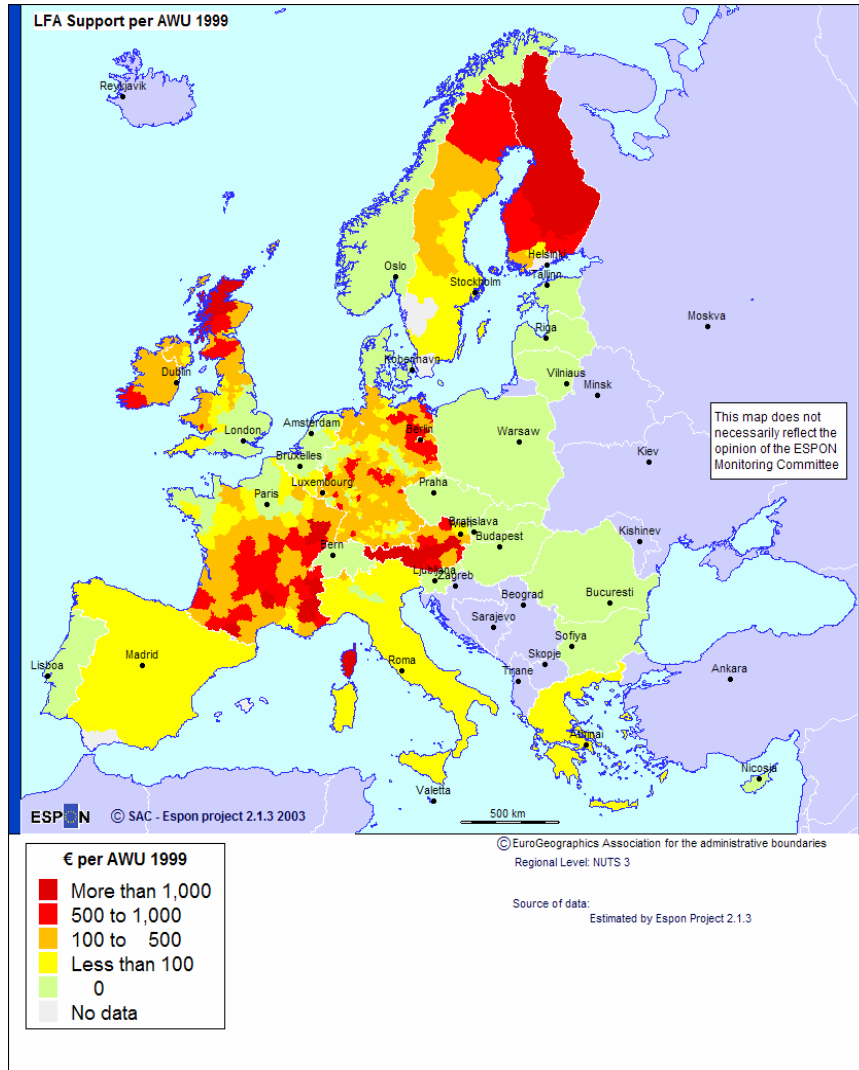 LFA Support per AWU 1999
Reykjavik
Oslo
Helsinki
Tallinn
Stockholm
Moskva
Riga
Kobenhavn
Vilniaus
Minsk
Dublin
This map does not
necessarily reflect the
opinion of the ESPON
Monitoring Committee
London
Amsterdam
Berlin
Warsaw
Kiev
Bruxelles
Luxembourg
Praha
Paris
Wien
Bratislava
Budapest
Kishinev
Bern
Ljubljana
Zagreb
Beograd
Bucuresti
Sarajevo
Sofiya
Skopje
Lisboa
Madrid
Roma
Tirane
Ankara
Athinai
Nicosia
Valetta
ESPON
© SAC - Espon project 2.1.3 2003
500 km
© EuroGeographics Association for the administrative boundaries
Regional Level: NUTS 3
Source of data:
Estimated by Espon Project 2.1.3
€ per AWU 1999
More than 1,000
500 to 1,000
100 to 500
Less than 100
0
No data